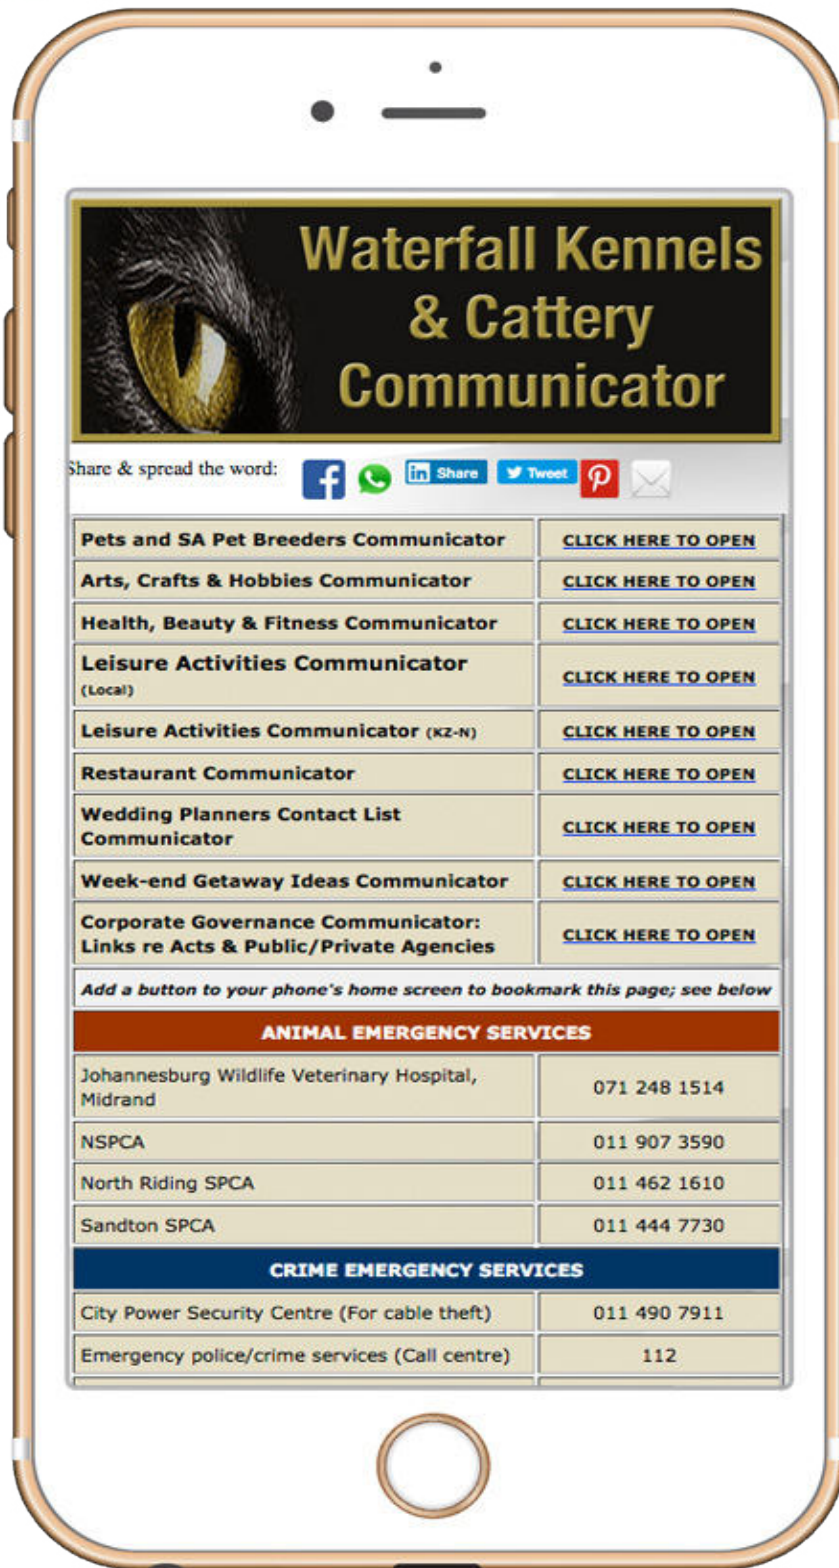 Waterfall Kennels
& Cattery
Communicator
Share & spread the word:
Share
Tweet
Pets and SA Pet Breeders Communicator CLICK HERE TO OPEN
Arts, Crafts & Hobbies Communicator CLICK HERE TO OPEN
Health, Beauty & Fitness Communicator CLICK HERE TO OPEN
Leisure Activities Communicator
(Local) CLICK HERE TO OPEN
Leisure Activities Communicator (KZ-N) CLICK HERE TO OPEN
Restaurant Communicator CLICK HERE TO OPEN
Wedding Planners Contact List
Communicator CLICK HERE TO OPEN
Week-end Getaway Ideas Communicator CLICK HERE TO OPEN
Corporate Governance Communicator:
Links re Acts & Public/Private Agencies CLICK HERE TO OPEN
Add a button to your phone's home screen to bookmark this page; see below
ANIMAL EMERGENCY SERVICES
Johannesburg Wildlife Veterinary Hospital,
Midrand 071 248 1514
NSPCA 011 907 3590
North Riding SPCA 011 462 1610
Sandton SPCA 011 444 7730
CRIME EMERGENCY SERVICES
City Power Security Centre (For cable theft) 011 490 7911
Emergency police/crime services (Call centre) 112